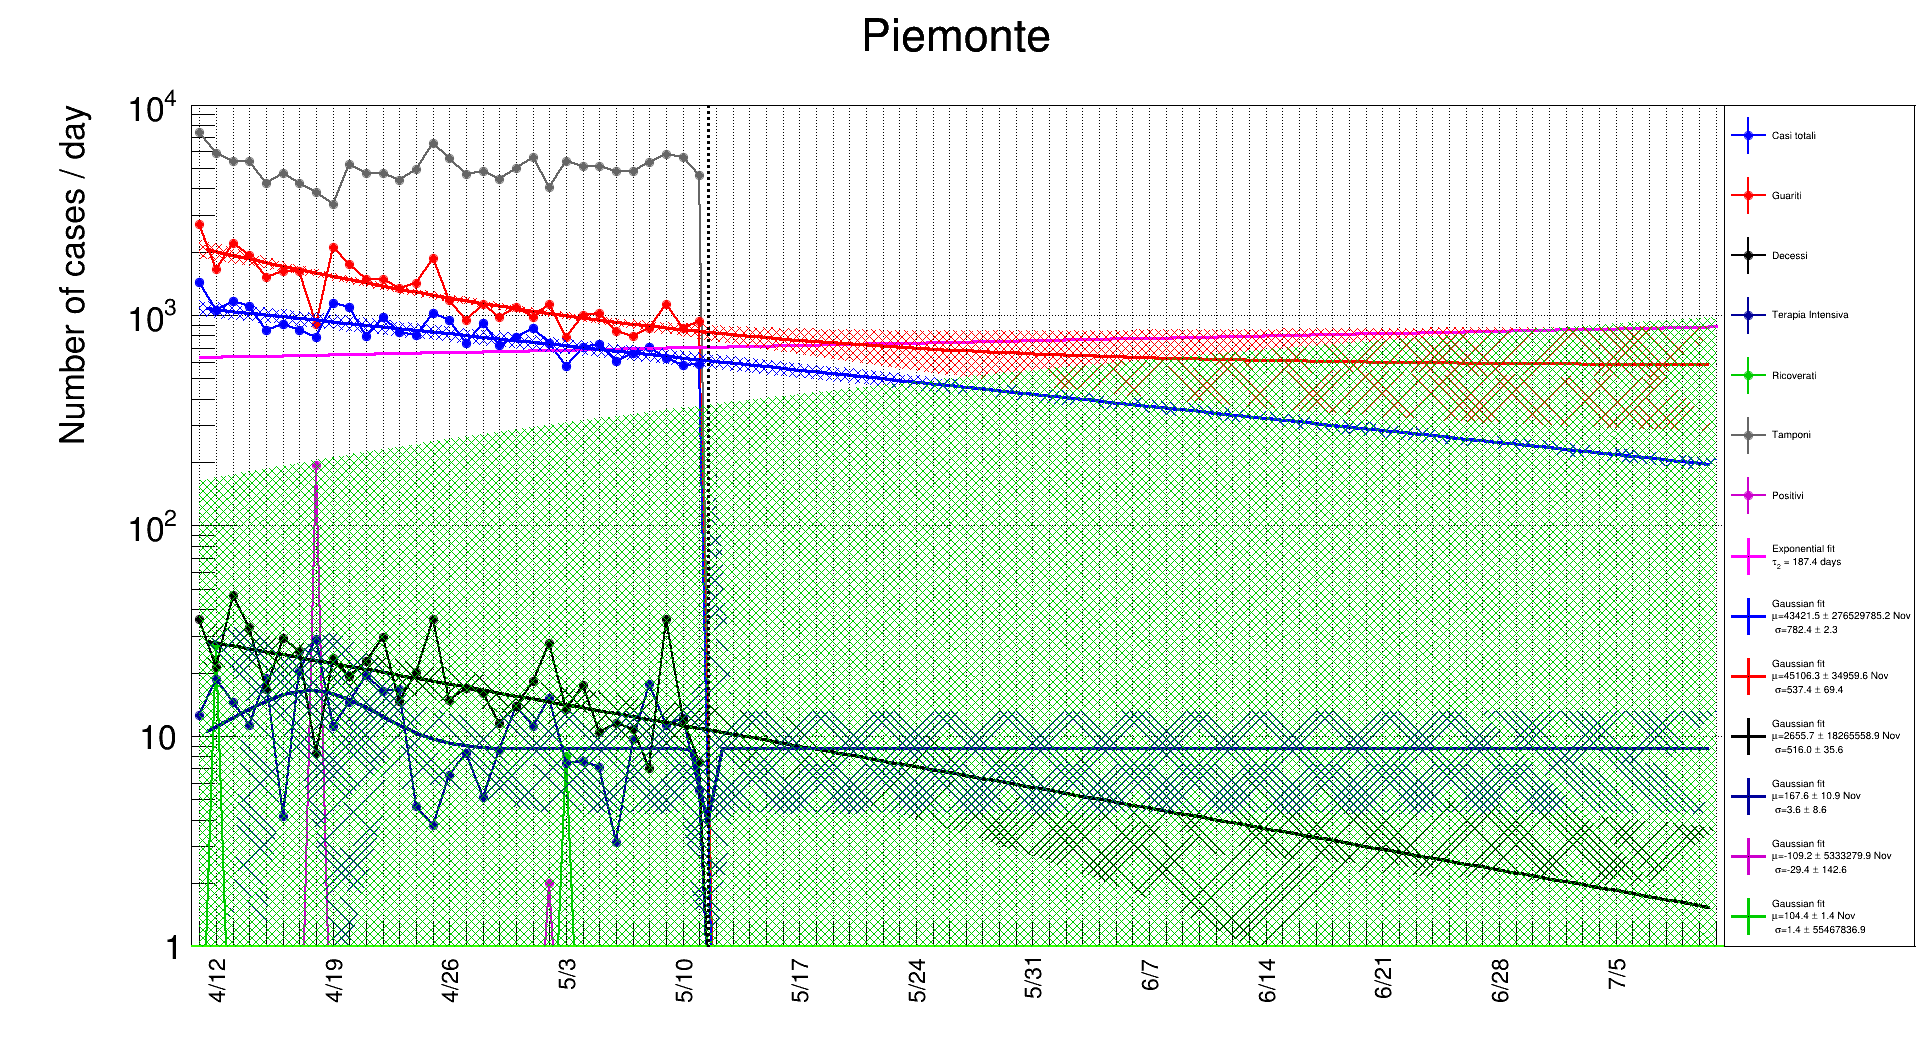 Piemonte
Number of cases / day
10⁴
10³
10²
10
1
4/12
4/19
4/26
5/3
5/10
5/17
5/24
5/31
6/7
6/14
6/21
6/28
7/5
Casi totali
Guariti
Decessi
Terapia Intensiva
Ricoverati
Tamponi
Positivi
Exponential fit
τ₂ = 187.4 days
Gaussian fit
μ=43421.5 ± 276529785.2 Nov
σ=782.4 ± 2.3
Gaussian fit
μ=45106.3 ± 34959.6 Nov
σ=537.4 ± 69.4
Gaussian fit
μ=2655.7 ± 18265558.9 Nov
σ=516.0 ± 35.6
Gaussian fit
μ=167.6 ± 10.9 Nov
σ=3.6 ± 8.6
Gaussian fit
μ=-109.2 ± 5333279.9 Nov
σ=-29.4 ± 142.6
Gaussian fit
μ=104.4 ± 1.4 Nov
σ=1.4 ± 55467836.9